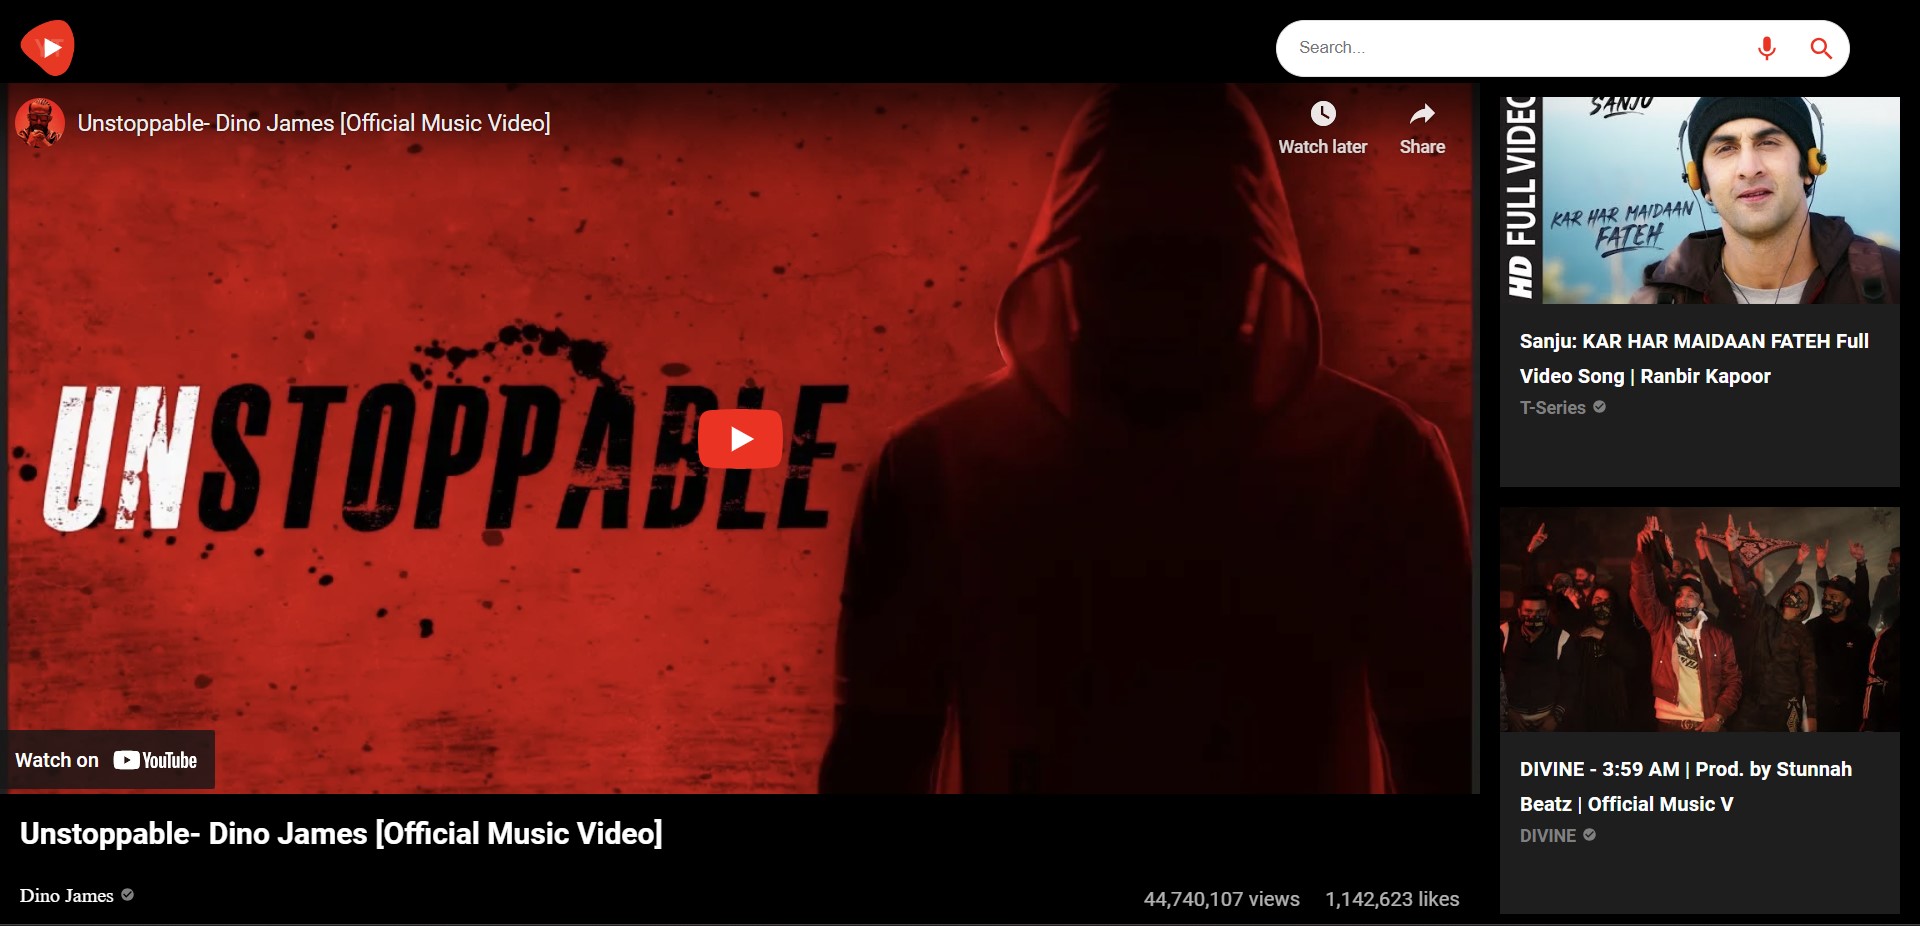 YT
Search...
Unstoppable- Dino James [Official Music Video]
Watch later
Share
UNSTOPPABLE
Watch on YouTube
Unstoppable- Dino James [Official Music Video]
Dino James
44,740,107 views 1,142,623 likes
HD FULL VIDEO
SANJU
KAR HAR MAIDAAN
FATEH
Sanju: KAR HAR MAIDAAN FATEH Full
Video Song | Ranbir Kapoor
T-Series
DIVINE - 3:59 AM | Prod. by Stunnah
Beatz | Official Music V
DIVINE